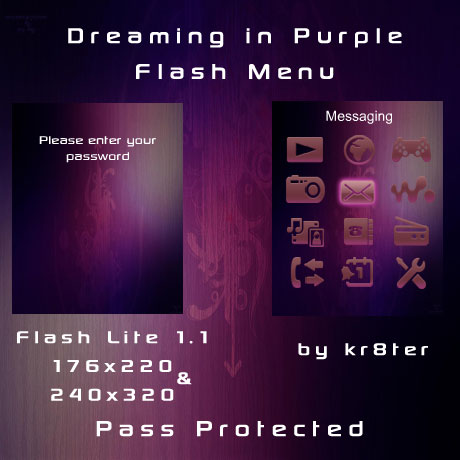 Dreaming in Purple
Flash Menu
Please enter your
password
Messaging
1
Flash Lite 1.1
176x220
&
240x320
by kr8ter
Pass Protected